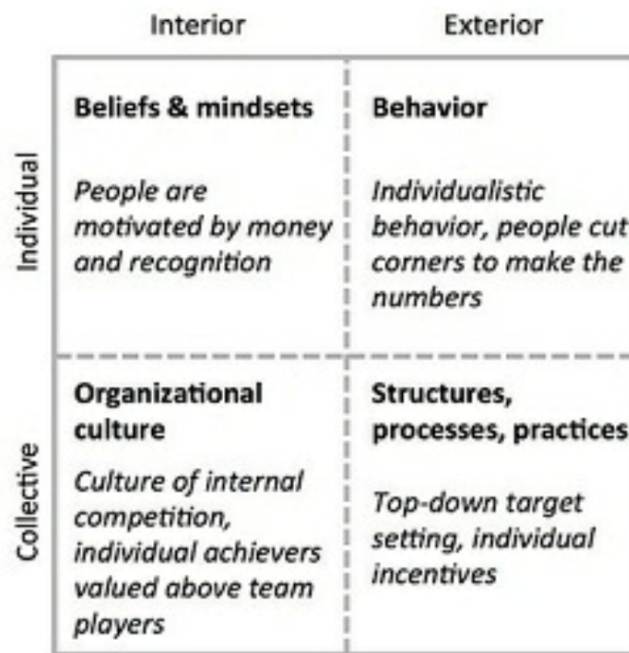 Interior
Exterior
Individual
Beliefs & mindsets
People are
motivated by money
and recognition
Behavior
Individualistic
behavior, people cut
corners to make the
numbers
Collective
Organizational
culture
Culture of internal
competition,
individual achievers
valued above team
players
Structures,
processes, practices
Top-down target
setting, individual
incentives